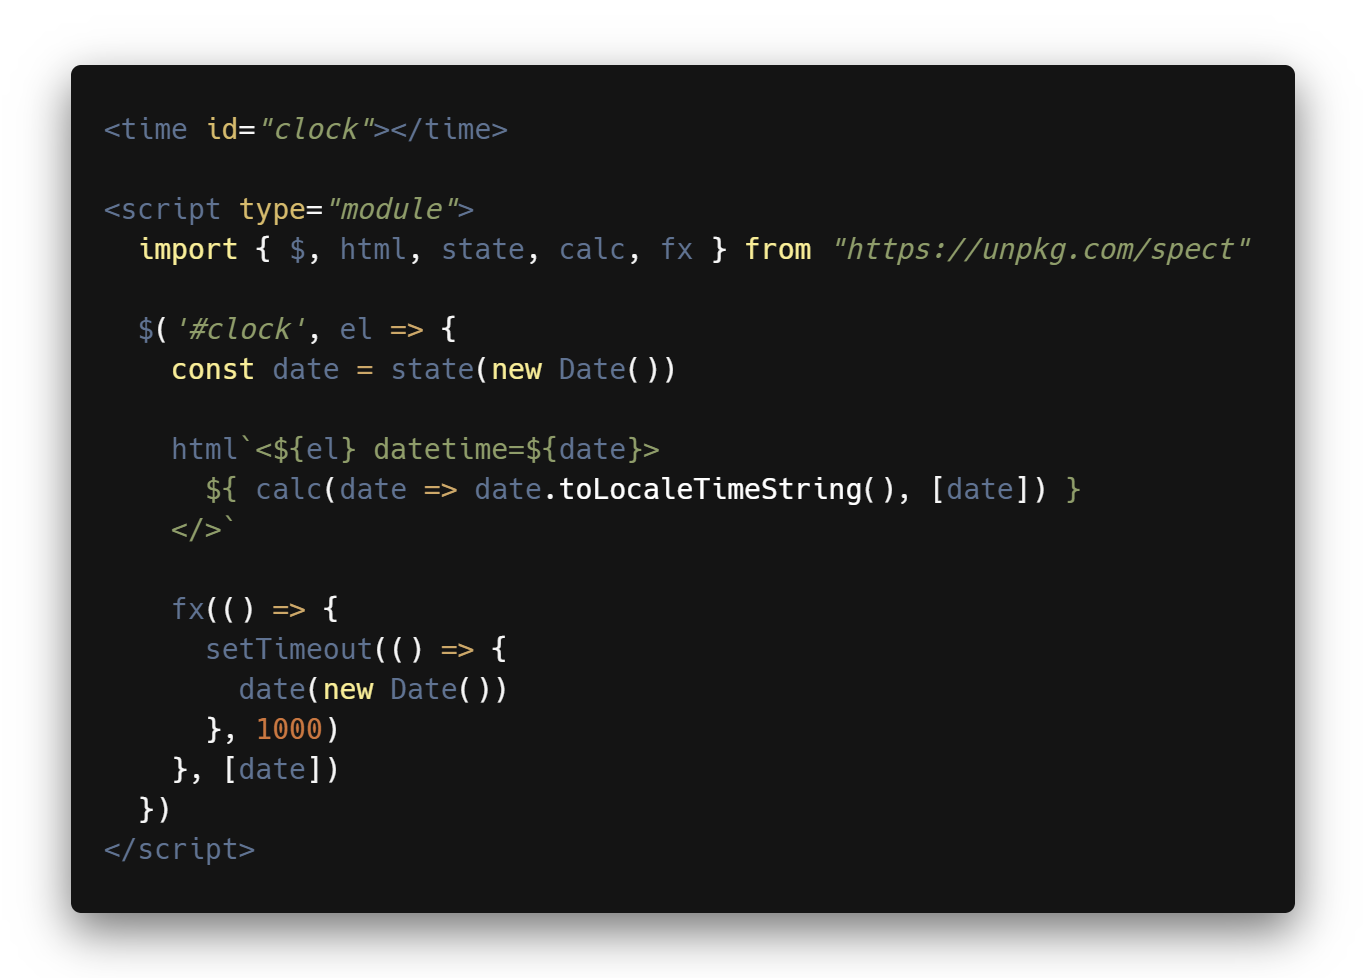 <time id="clock"></time>
<script type="module">
  import { $, html, state, calc, fx } from "https://unpkg.com/spect"
  $('#clock', el => {
    const date = state(new Date())
    html`<${el} datetime=${date}>
      ${ calc(date => date.toLocaleTimeString(), [date]) }
    </>`
    fx(() => {
      setTimeout(() => {
        date(new Date())
      }, 1000)
    }, [date])
  })
</script>